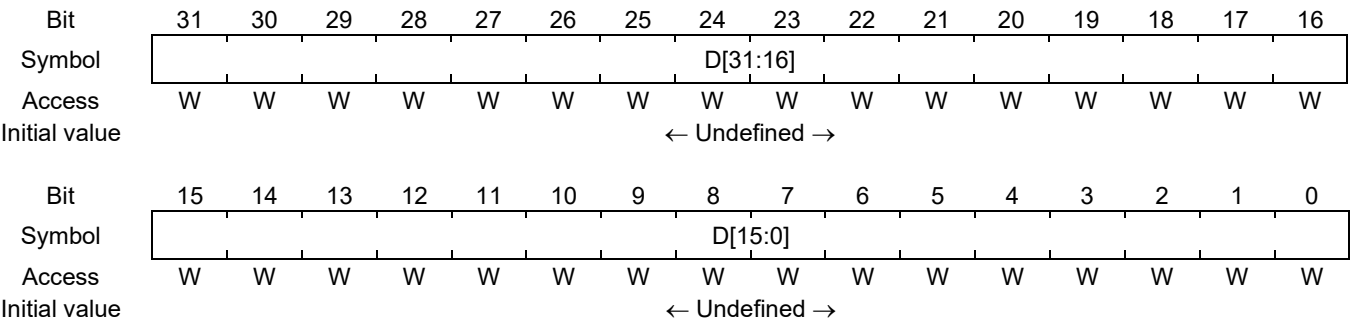 Bit 31 30 29 28 27 26 25 24 23 22 21 20 19 18 17 16
Symbol D[31:16]
Access W W W W W W W W W W W W W W W W
Initial value ← Undefined →
Bit 15 14 13 12 11 10 9 8 7 6 5 4 3 2 1 0
Symbol D[15:0]
Access W W W W W W W W W W W W W W W W
Initial value ← Undefined →